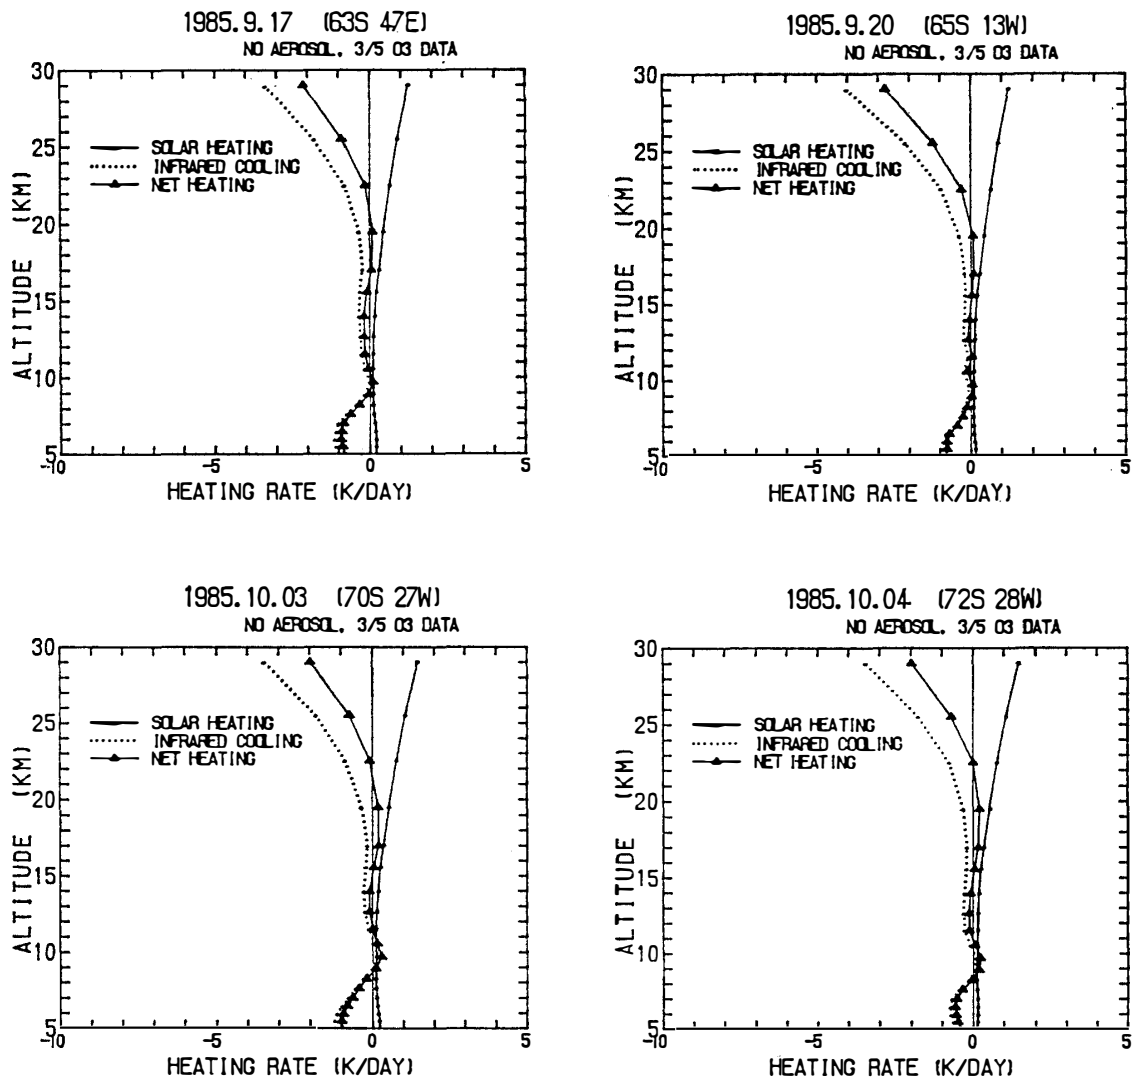 1985.9.17 (63S 47E)
NO AEROSOL, 3/5 O3 DATA
30
25
20
15
10
5
ALTITUDE (KM)
SOLAR HEATING
INFRARED COOLING
NET HEATING
-10 -5 0 5
HEATING RATE (K/DAY)
1985.9.20 (65S 13W)
NO AEROSOL, 3/5 O3 DATA
30
25
20
15
10
5
ALTITUDE (KM)
SOLAR HEATING
INFRARED COOLING
NET HEATING
-10 -5 0 5
HEATING RATE (K/DAY)
1985.10.03 (70S 27W)
NO AEROSOL, 3/5 O3 DATA
30
25
20
15
10
5
ALTITUDE (KM)
SOLAR HEATING
INFRARED COOLING
NET HEATING
-10 -5 0 5
HEATING RATE (K/DAY)
1985.10.04 (72S 28W)
NO AEROSOL, 3/5 O3 DATA
30
25
20
15
10
5
ALTITUDE (KM)
SOLAR HEATING
INFRARED COOLING
NET HEATING
-10 -5 0 5
HEATING RATE (K/DAY)